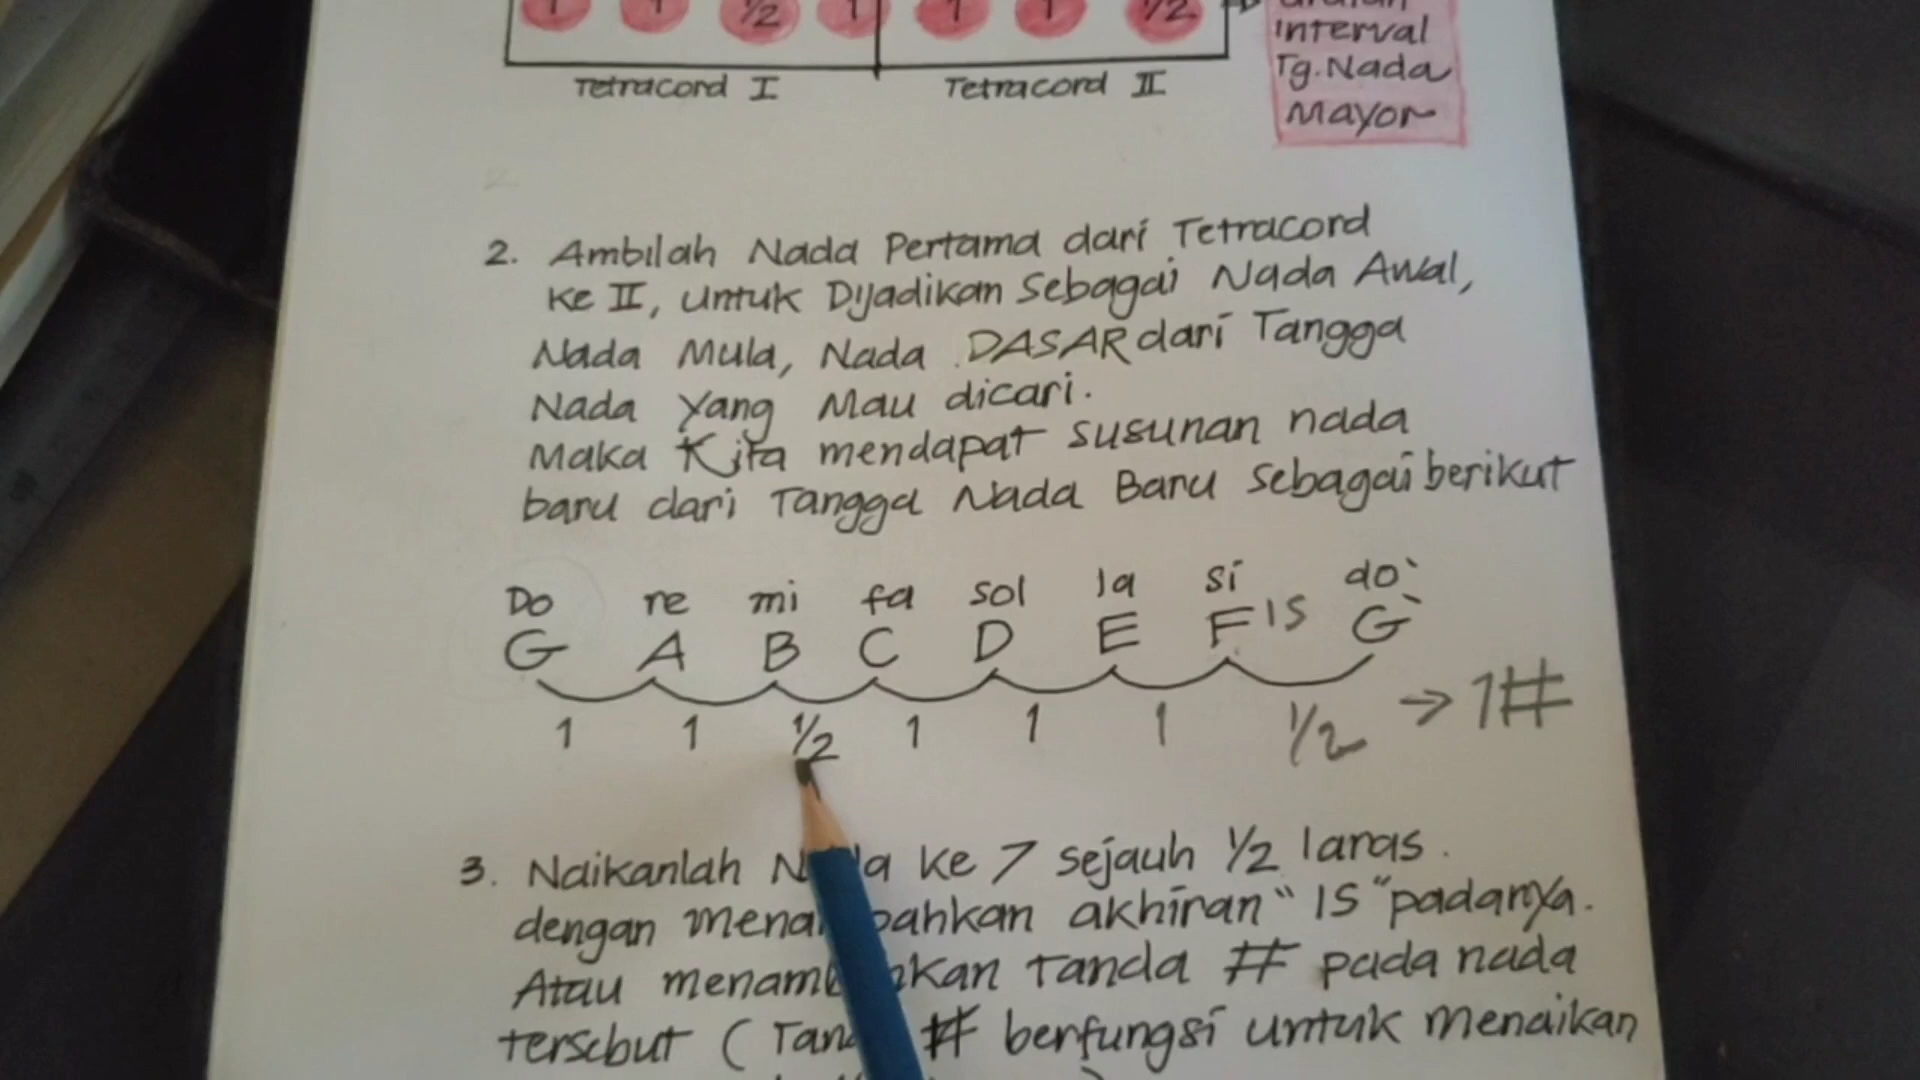 1 1 1/2 1 1 1 1/2
interval
Tg. Nada
Mayor
Tetracord I Tetracord II
2. Ambilah Nada Pertama dari Tetracord
Ke II, untuk Dijadikan Sebagai Nada Awal,
Nada Mula, Nada DASAR dari Tangga
Nada Yang Mau dicari.
Maka Kita mendapat susunan nada
baru dari Tangga Nada Baru sebagai berikut
Do re mi fa sol la si do
G A B C D E FIS G
1 1 1/2 1 1 1 1/2 → 1#
3. Naikanlah ke 7 sejauh 1/2 laras.
dengan akhiran "IS" padanya.
Atau Tanda # pada nada
tersebut ( # berfungsi untuk menaikan